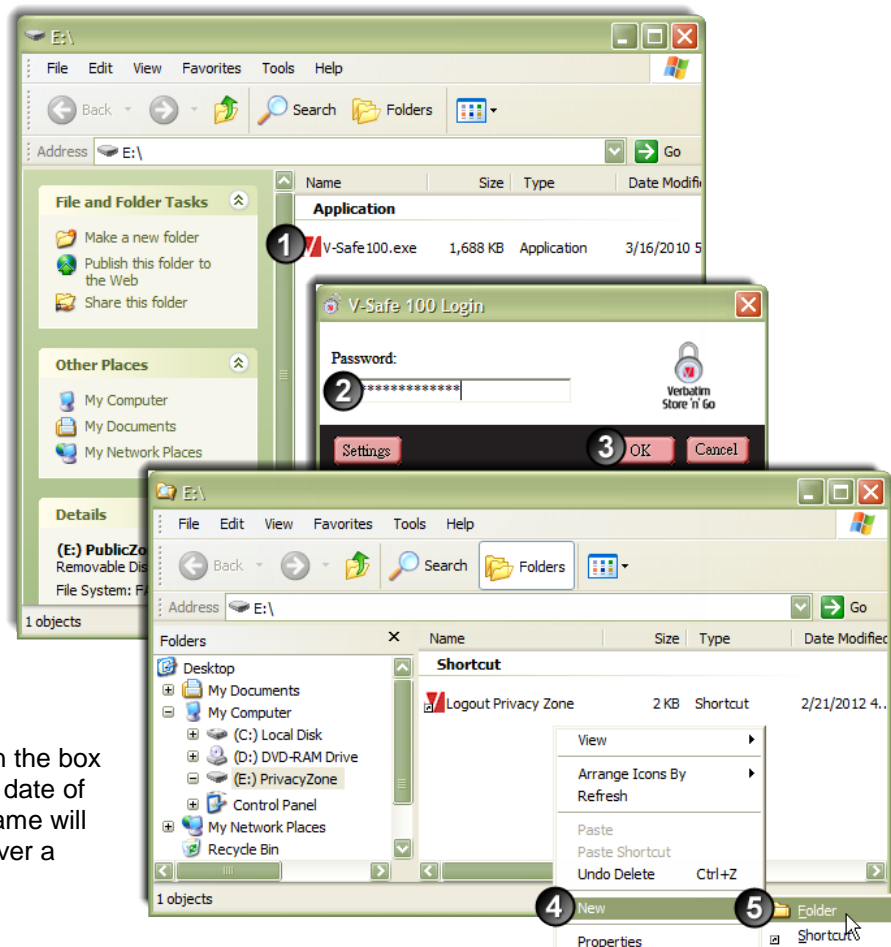 E:\
File Edit View Favorites Tools Help
Back Search Folders
Address E:\ Go
File and Folder Tasks
Make a new folder
Publish this folder to
the Web
Share this folder
Other Places
My Computer
My Documents
My Network Places
Details
(E:) PublicZo
Removable Dis
File System: FA
1 objects
Name Size Type Date Modifi
Application
1 V-Safe100.exe 1,688 KB Application 3/16/2010 5
V-Safe 100 Login
Password:
2 *************
Verbatim
Store 'n' Go
Settings 3 OK Cancel
E:\
File Edit View Favorites Tools Help
Back Search Folders
Address E:\ Go
Folders X
Desktop
My Documents
My Computer
(C:) Local Disk
(D:) DVD-RAM Drive
(E:) PrivacyZone
Control Panel
My Network Places
Recycle Bin
1 objects
Name Size Type Date Modified
Shortcut
Logout Privacy Zone 2 KB Shortcut 2/21/2012 4..
View
Arrange Icons By
Refresh
Paste
Paste Shortcut
Undo Delete Ctrl+Z
4 New
Properties
5 Folder
Shortcut
n the box
date of
ame will
ver a